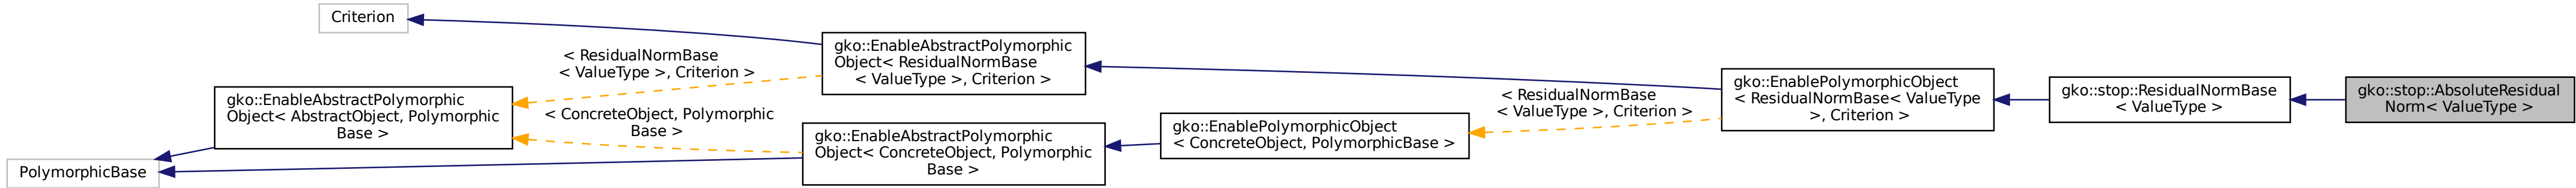 Criterion
gko::EnableAbstractPolymorphic
Object< ResidualNormBase
< ValueType >, Criterion >
< ResidualNormBase
< ValueType >, Criterion >
gko::EnableAbstractPolymorphic
Object< AbstractObject, Polymorphic
Base >
< ConcreteObject, Polymorphic
Base >
gko::EnableAbstractPolymorphic
Object< ConcreteObject, Polymorphic
Base >
PolymorphicBase
gko::EnablePolymorphicObject
< ConcreteObject, PolymorphicBase >
< ResidualNormBase
< ValueType >, Criterion >
gko::EnablePolymorphicObject
< ResidualNormBase< ValueType
>, Criterion >
gko::stop::ResidualNormBase
< ValueType >
gko::stop::AbsoluteResidual
Norm< ValueType >